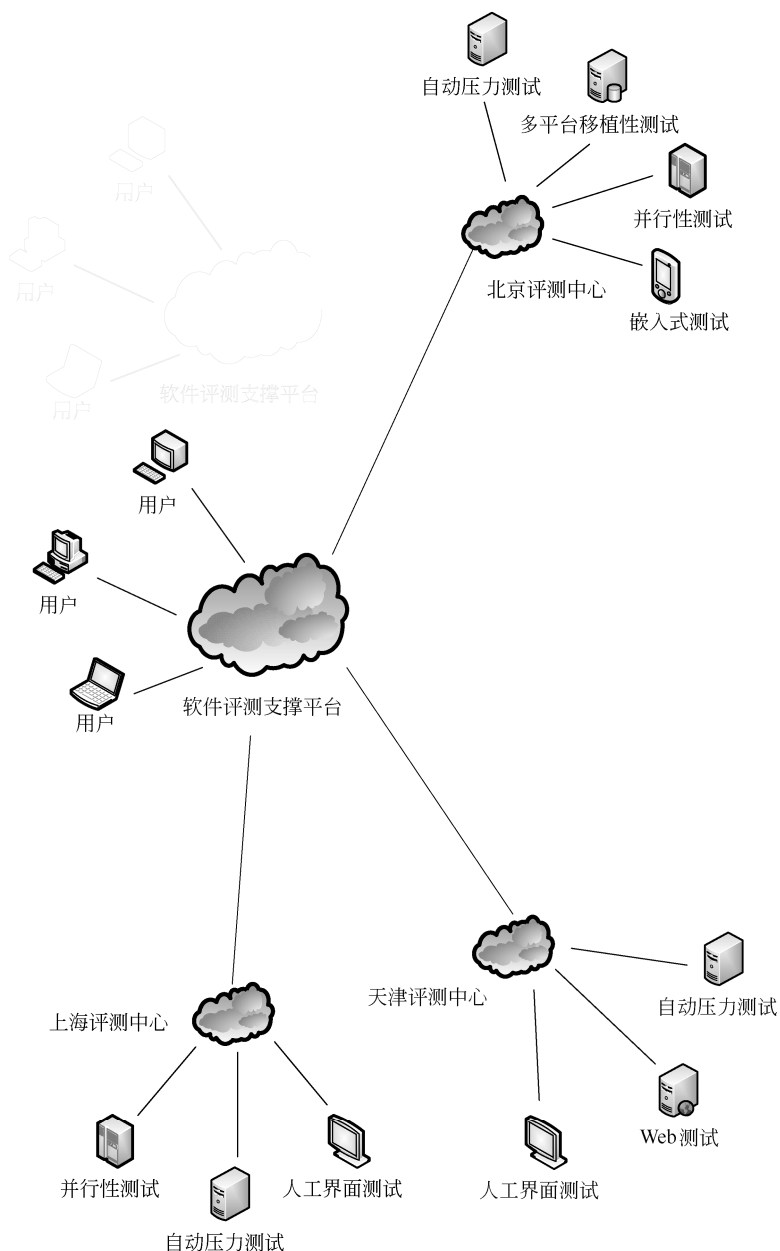 自动压力测试
多平台移植性测试
并行性测试
嵌入式测试
北京评测中心
用户
用户
用户
软件评测支撑平台
用户
用户
用户
软件评测支撑平台
上海评测中心
并行性测试
自动压力测试
人工界面测试
天津评测中心
自动压力测试
Web测试
人工界面测试